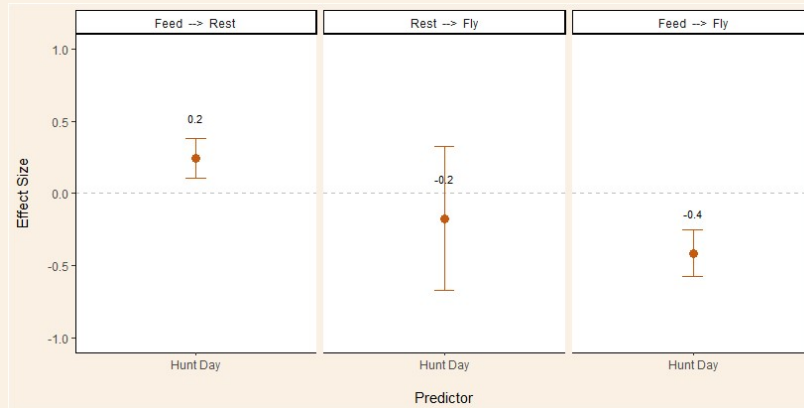 Feed --> Rest
Rest --> Fly
Feed --> Fly
1.0
0.5
0.0
-0.5
-1.0
Effect Size
0.2
-0.2
-0.4
Hunt Day
Hunt Day
Hunt Day
Predictor